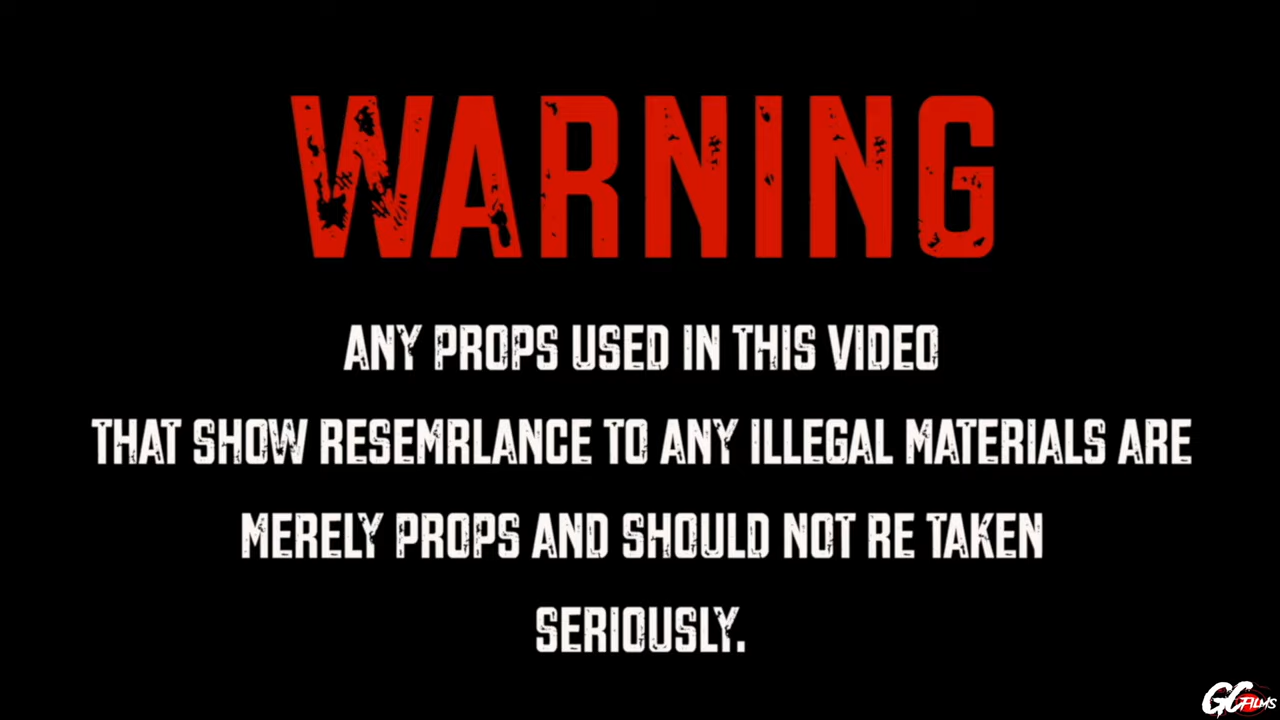 WARNING
ANY PROPS USED IN THIS VIDEO
THAT SHOW RESEMRLANCE TO ANY ILLEGAL MATERIALS ARE
MERELY PROPS AND SHOULD NOT RE TAKEN
SERIOUSLY.
GC FILMS